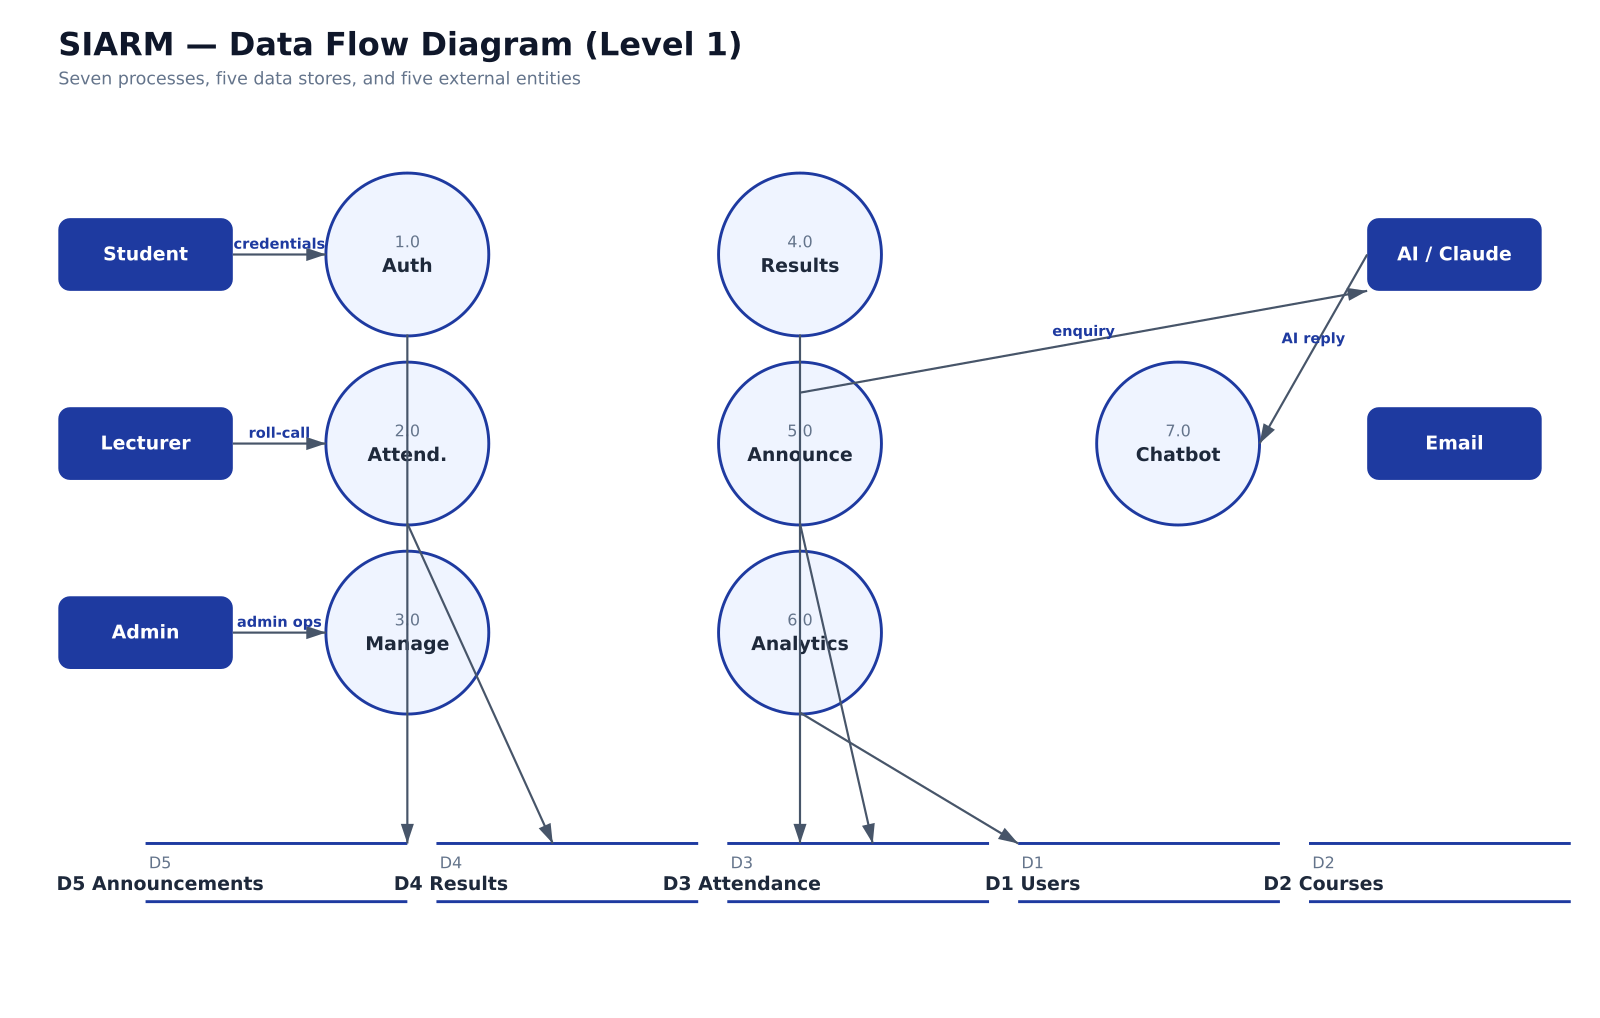 SIARM — Data Flow Diagram (Level 1)
Seven processes, five data stores, and five external entities
Student
credentials
1.0
Auth
4.0
Results
AI / Claude
enquiry
AI reply
Lecturer
roll-call
2.0
Attend.
5.0
Announce
7.0
Chatbot
Email
Admin
admin ops
3.0
Manage
6.0
Analytics
D5
D5 Announcements
D4
D4 Results
D3
D3 Attendance
D1
D1 Users
D2
D2 Courses